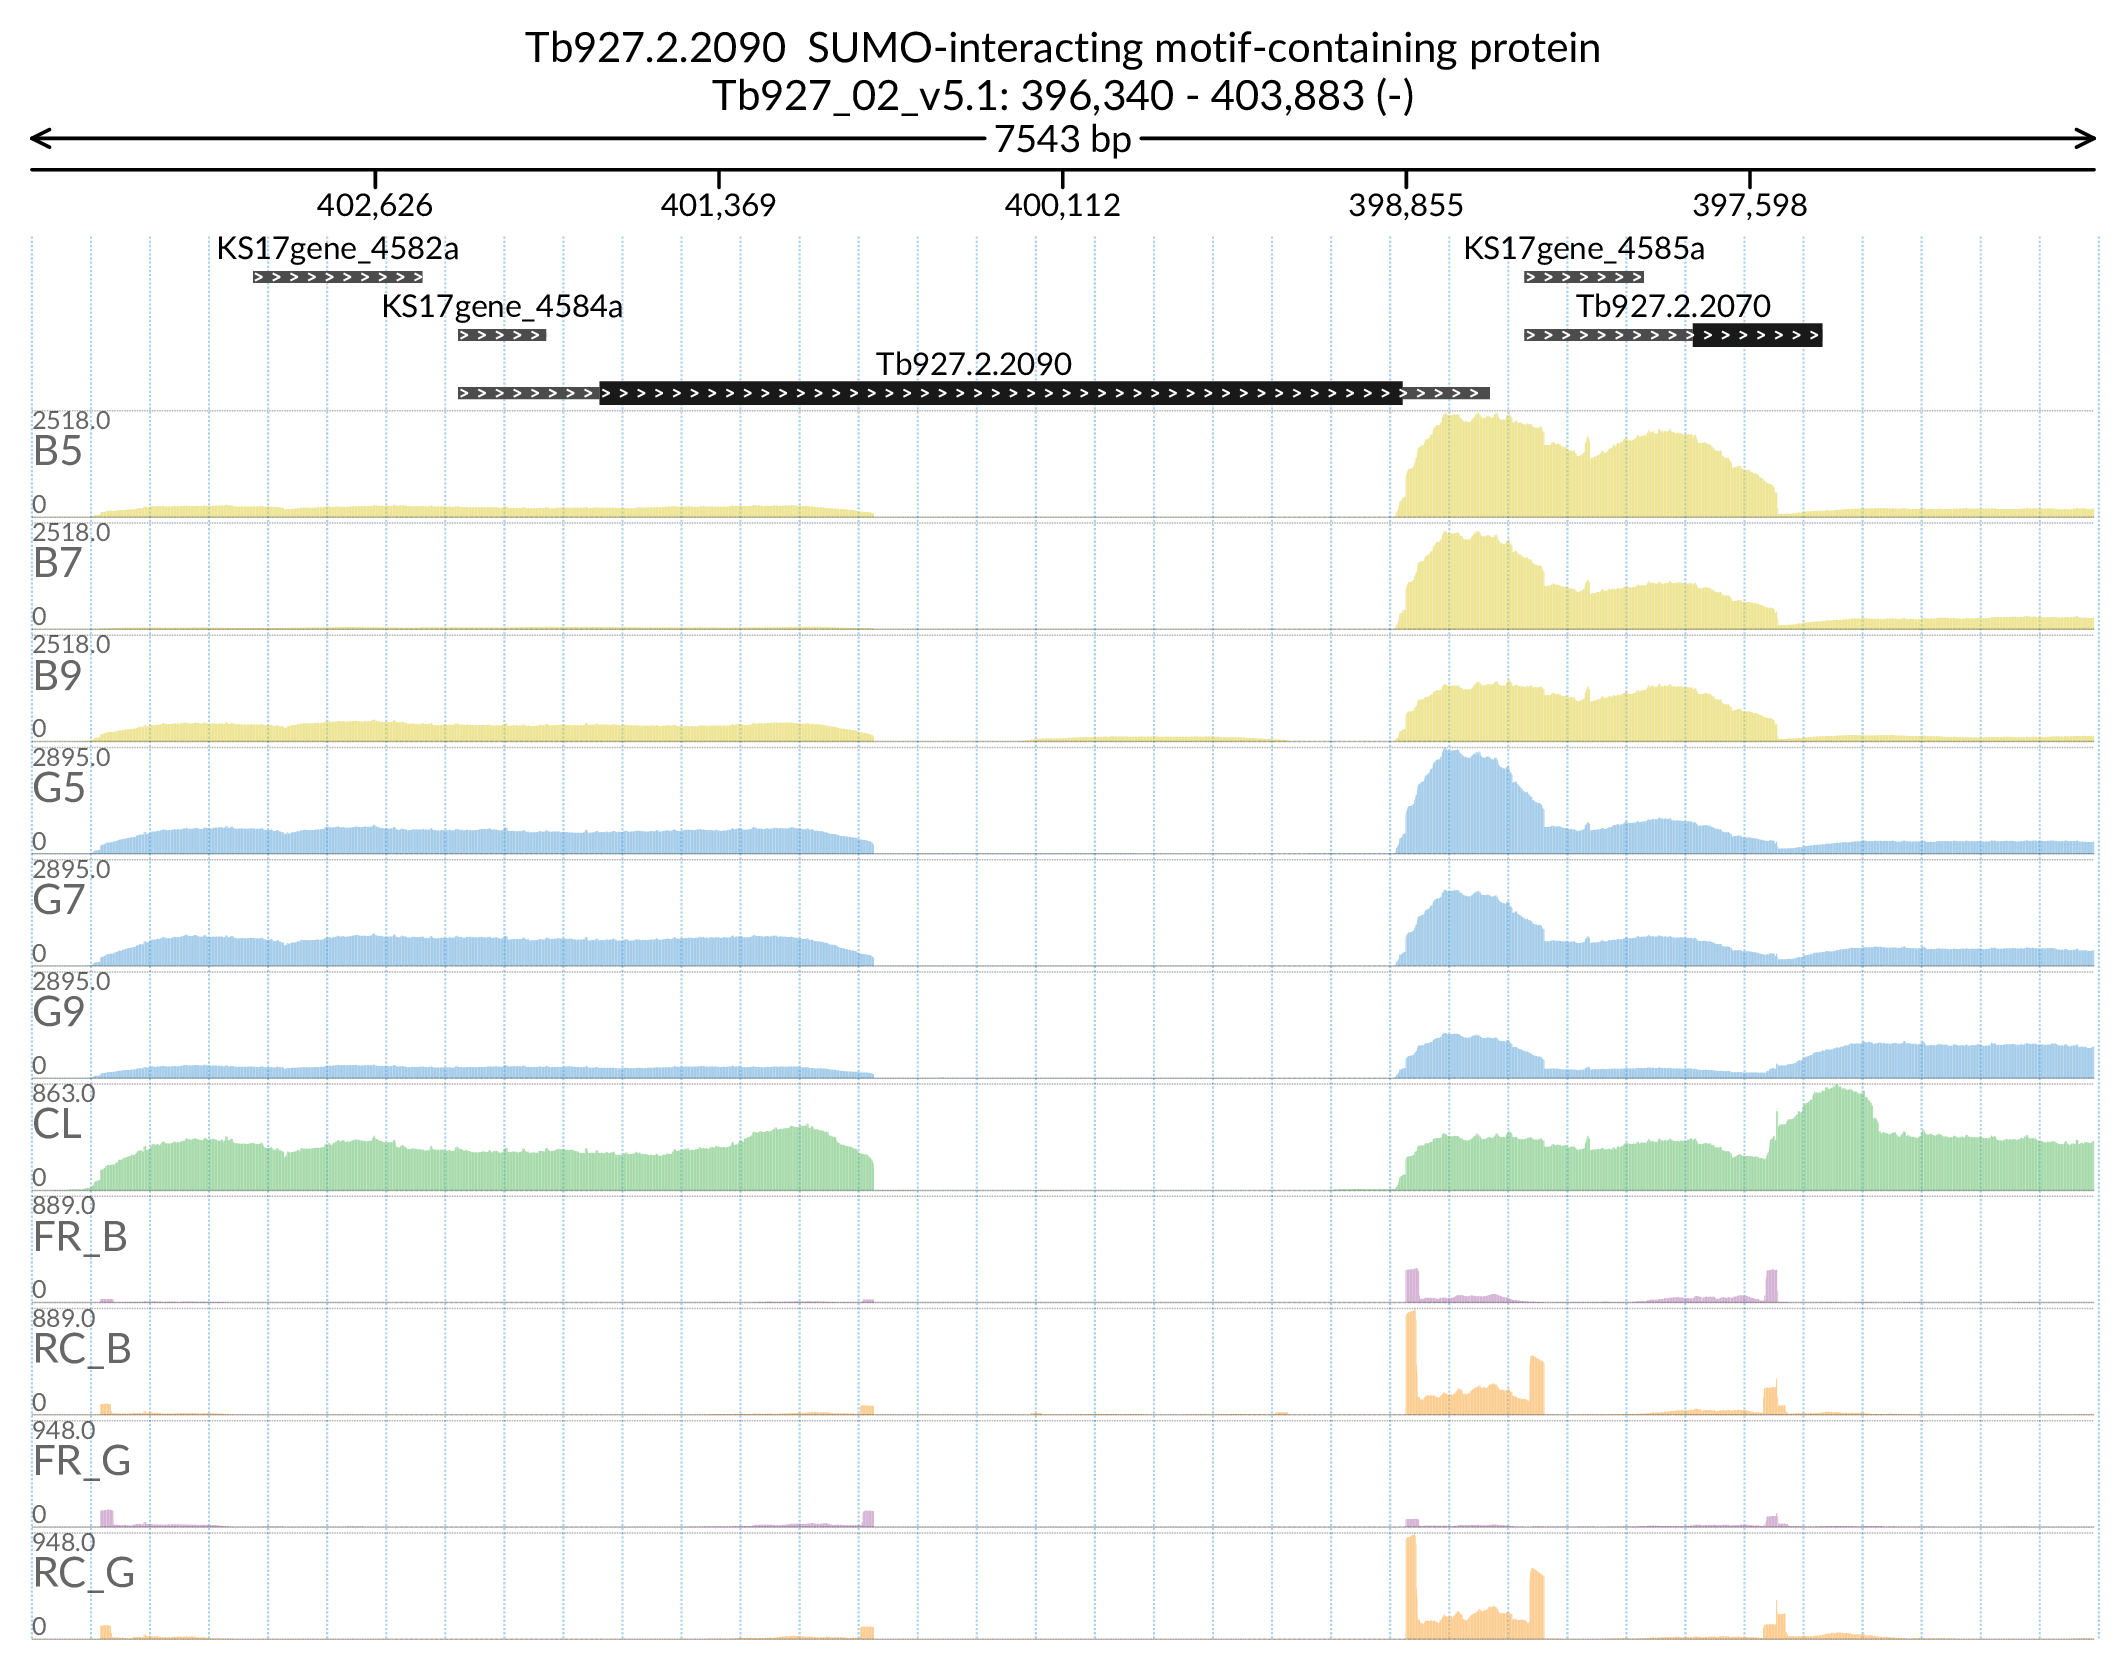 Tb927.2.2090  SUMO-interacting motif-containing protein
Tb927_02_v5.1: 396,340 - 403,883 (-)
7543 bp
402,626 401,369 400,112 398,855 397,598
KS17gene_4582a KS17gene_4585a
KS17gene_4584a Tb927.2.2070
Tb927.2.2090
2518.0
B5
0
2518.0
B7
0
2518.0
B9
0
2895.0
G5
0
2895.0
G7
0
2895.0
G9
0
863.0
CL
0
889.0
FR_B
0
889.0
RC_B
0
948.0
FR_G
0
948.0
RC_G
0